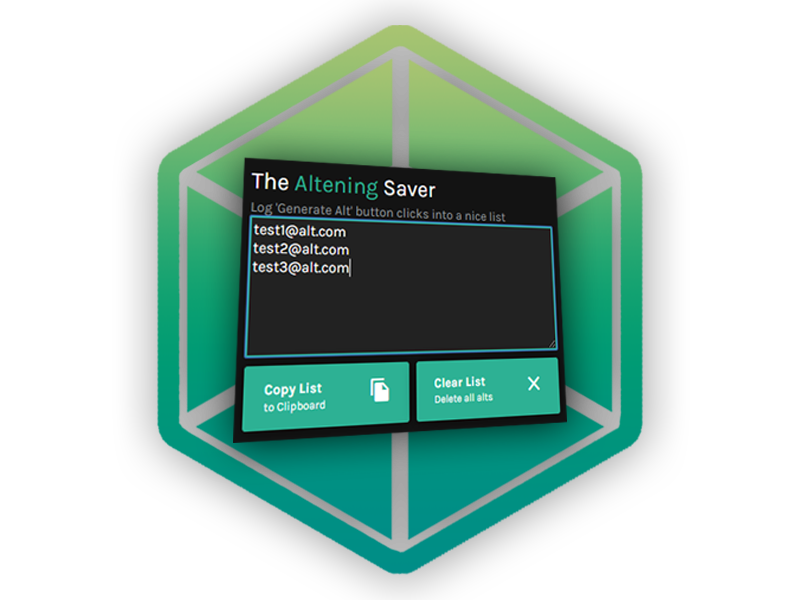 The Altening Saver
Log 'Generate Alt' button clicks into a nice list
test1@alt.com
test2@alt.com
test3@alt.com
Copy List
to Clipboard
Clear List
Delete all alts